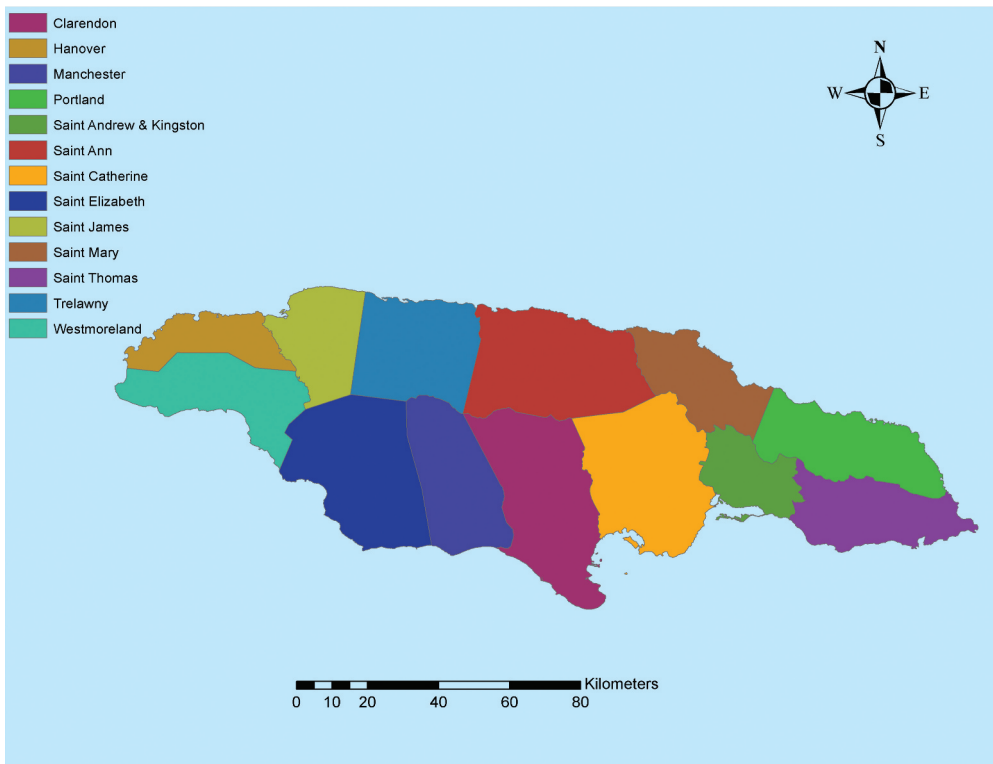 Clarendon
Hanover
Manchester
Portland
Saint Andrew & Kingston
Saint Ann
Saint Catherine
Saint Elizabeth
Saint James
Saint Mary
Saint Thomas
Trelawny
Westmoreland
N
W E
S
Kilometers
0 10 20 40 60 80